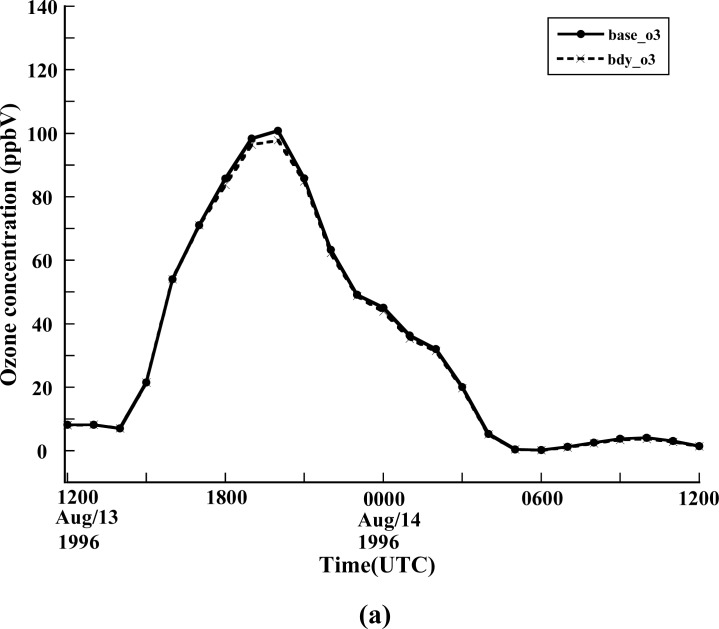 140
120
100
80
60
40
20
0
Ozone concentration (ppbV)
base_o3
bdy_o3
1200 1800 0000 0600 1200
Aug/13 Aug/14
1996 1996
Time(UTC)
(a)